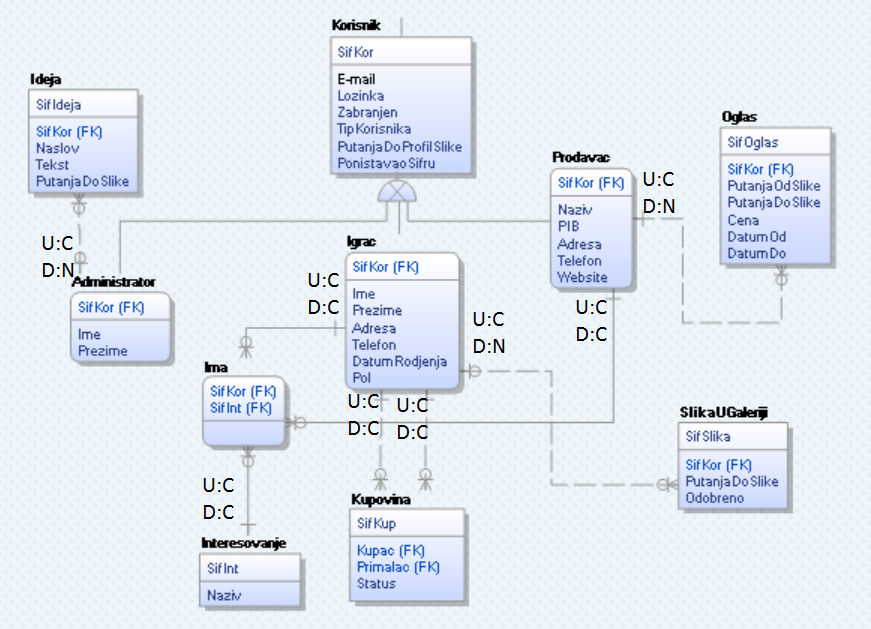 Korisnik
SifKor
E-mail
Lozinka
Zabranjen
TipKorisnika
PutanjaDoProfilSlike
PonistavaoSifru
Ideja
SifIdeja
SifKor (FK)
Naslov
Tekst
PutanjaDoSlike
Oglas
SifOglas
SifKor (FK)
PutanjaOdSlike
PutanjaDoSlike
Cena
DatumOd
DatumDo
Prodavac
SifKor (FK)
Naziv
PIB
Adresa
Telefon
Website
U:C
D:N
U:C
D:N
Administrator
SifKor (FK)
Ime
Prezime
Igrac
SifKor (FK)
Ime
Prezime
Adresa
Telefon
DatumRodjenja
Pol
U:C
D:C
U:C
D:C
U:C
D:N
Ima
SifKor (FK)
SifInt (FK)
U:C
D:C
U:C
D:C
SlikaUGaleriji
SifSlika
SifKor (FK)
PutanjaDoSlike
Odobreno
U:C
D:C
Kupovina
SifKup
Kupac (FK)
Primalac (FK)
Status
Interesovanje
SifInt
Naziv